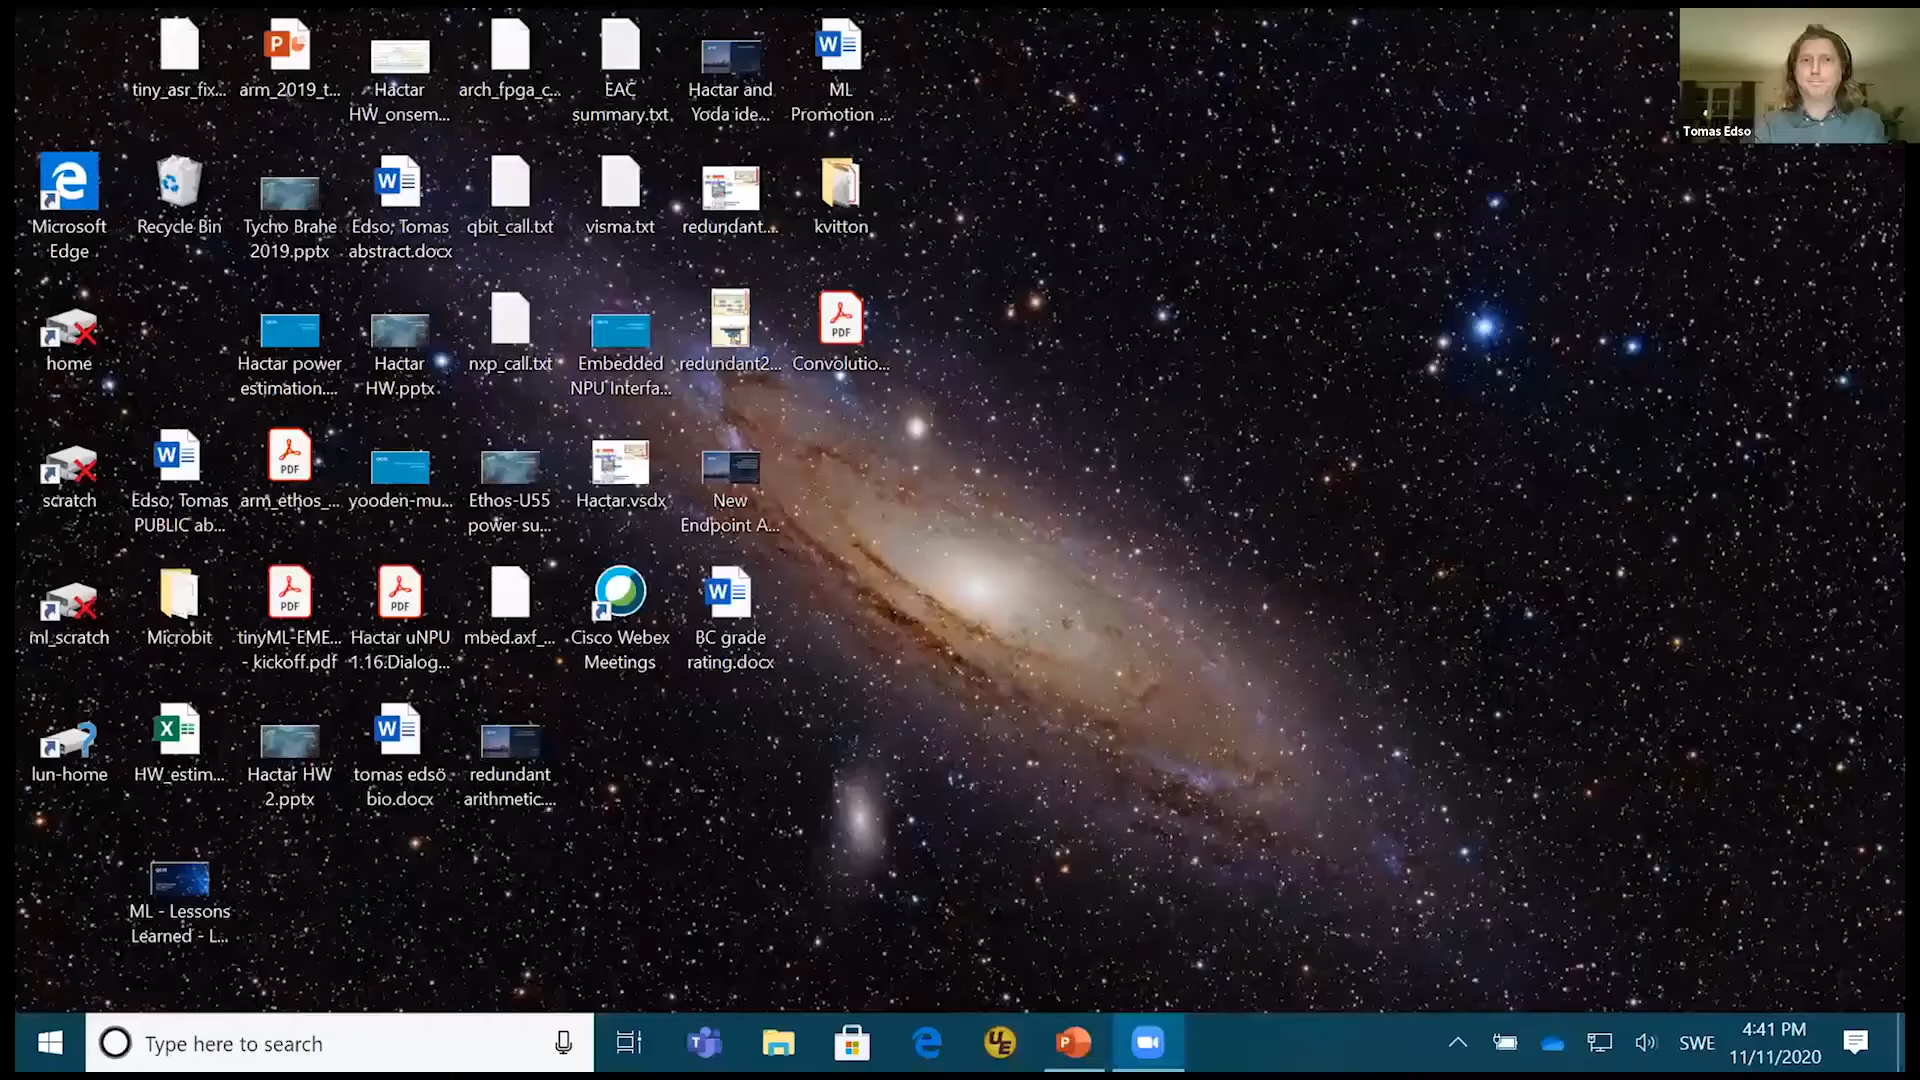 tiny_asr_fix...
arm_2019_t...
Hactar
HW_onsem...
arch_fpga_c...
EAC
summary.txt
Hactar and
Yoda ide...
ML
Promotion ...
Tomas Edso
Microsoft
Edge
Recycle Bin
Tycho Brahe
2019.pptx
Edso, Tomas
abstract.docx
qbit_call.txt
visma.txt
redundant...
kvitton
home
Hactar power
estimation....
Hactar
HW.pptx
nxp_call.txt
Embedded
NPU Interfa...
redundant2...
PDF
Convolutio...
scratch
Edso, Tomas
PUBLIC ab...
PDF
arm_ethos_...
yooden-mu...
Ethos-U55
power su...
Hactar.vsdx
New
Endpoint A...
ml_scratch
Microbit
PDF
tinyML-EME...
- kickoff.pdf
PDF
Hactar uNPU
1.16.Dialog...
mbed.axf_...
Cisco Webex
Meetings
BC grade
rating.docx
lun-home
HW_estim...
Hactar HW
2.pptx
tomas edsö
bio.docx
redundant
arithmetic....
ML - Lessons
Learned - L...
Type here to search
SWE
4:41 PM
11/11/2020